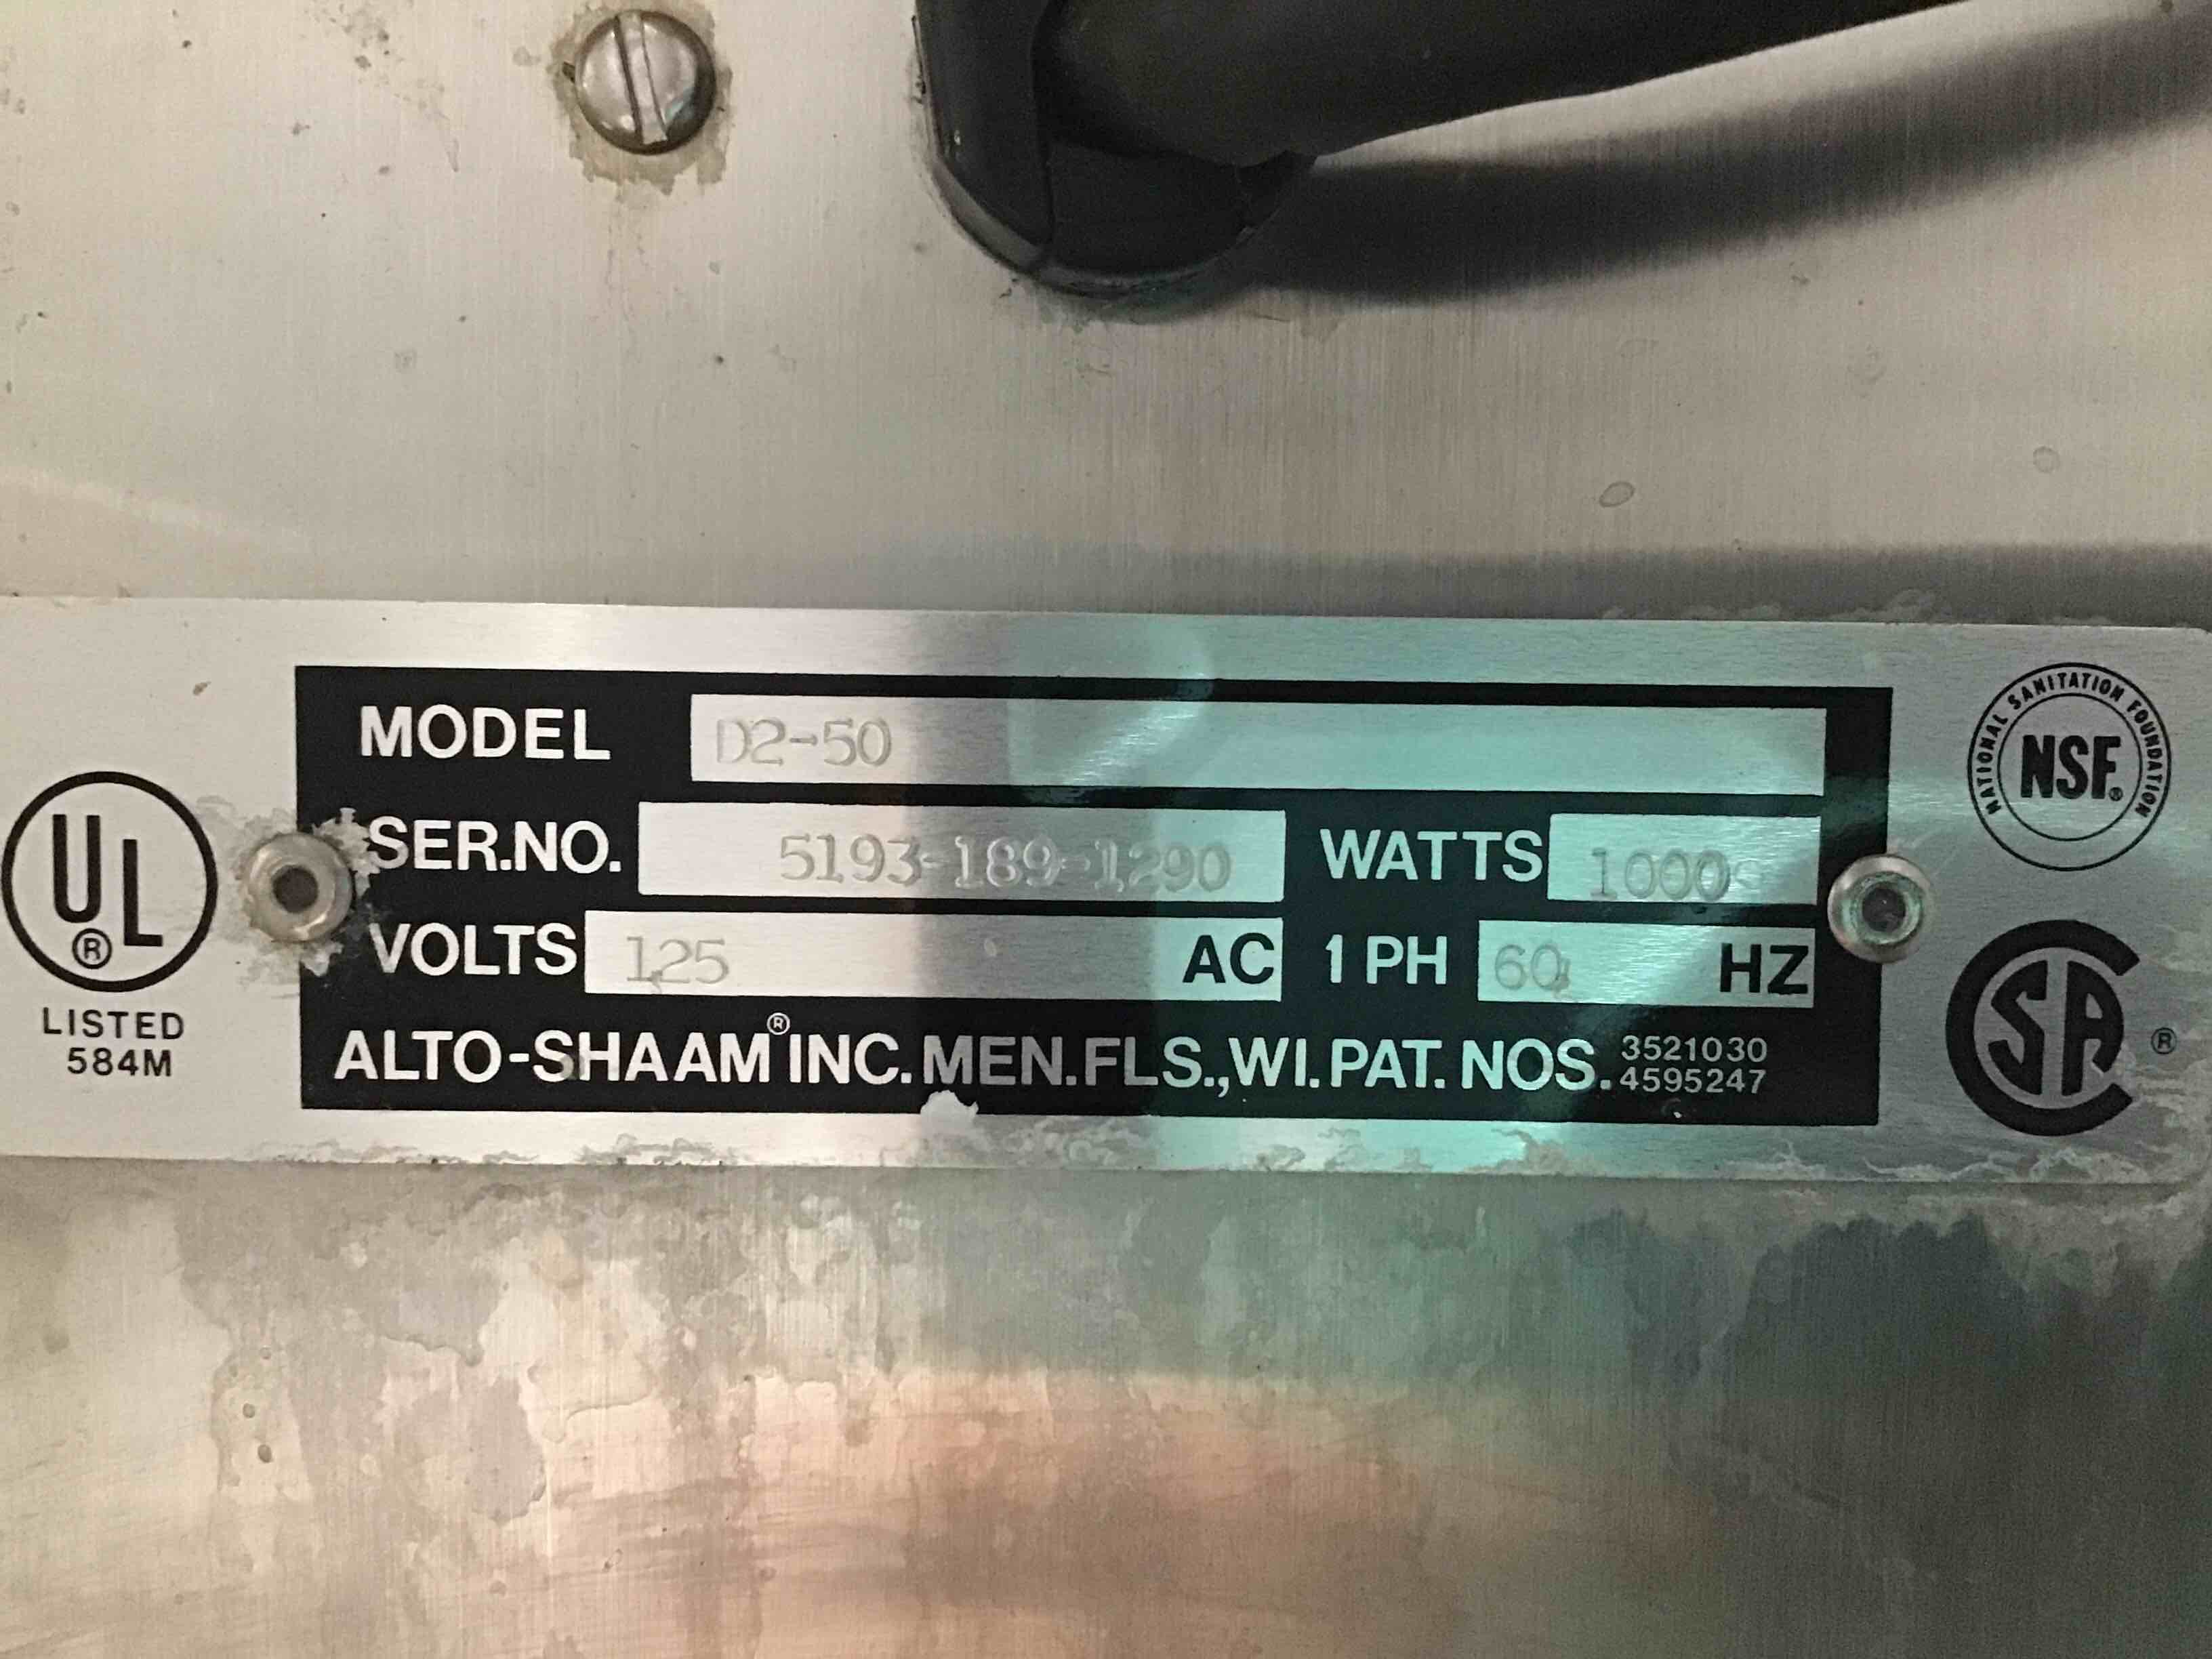 MODEL D2-50
SER.NO. 5193-189-1290 WATTS 1000
VOLTS 125 AC 1 PH 60 HZ
ALTO-SHAAM® INC. MEN.FLS.,WI. PAT. NOS. 3521030
4595247
UL®
LISTED
584M
NATIONAL SANITATION FOUNDATION
NSF®
SA®